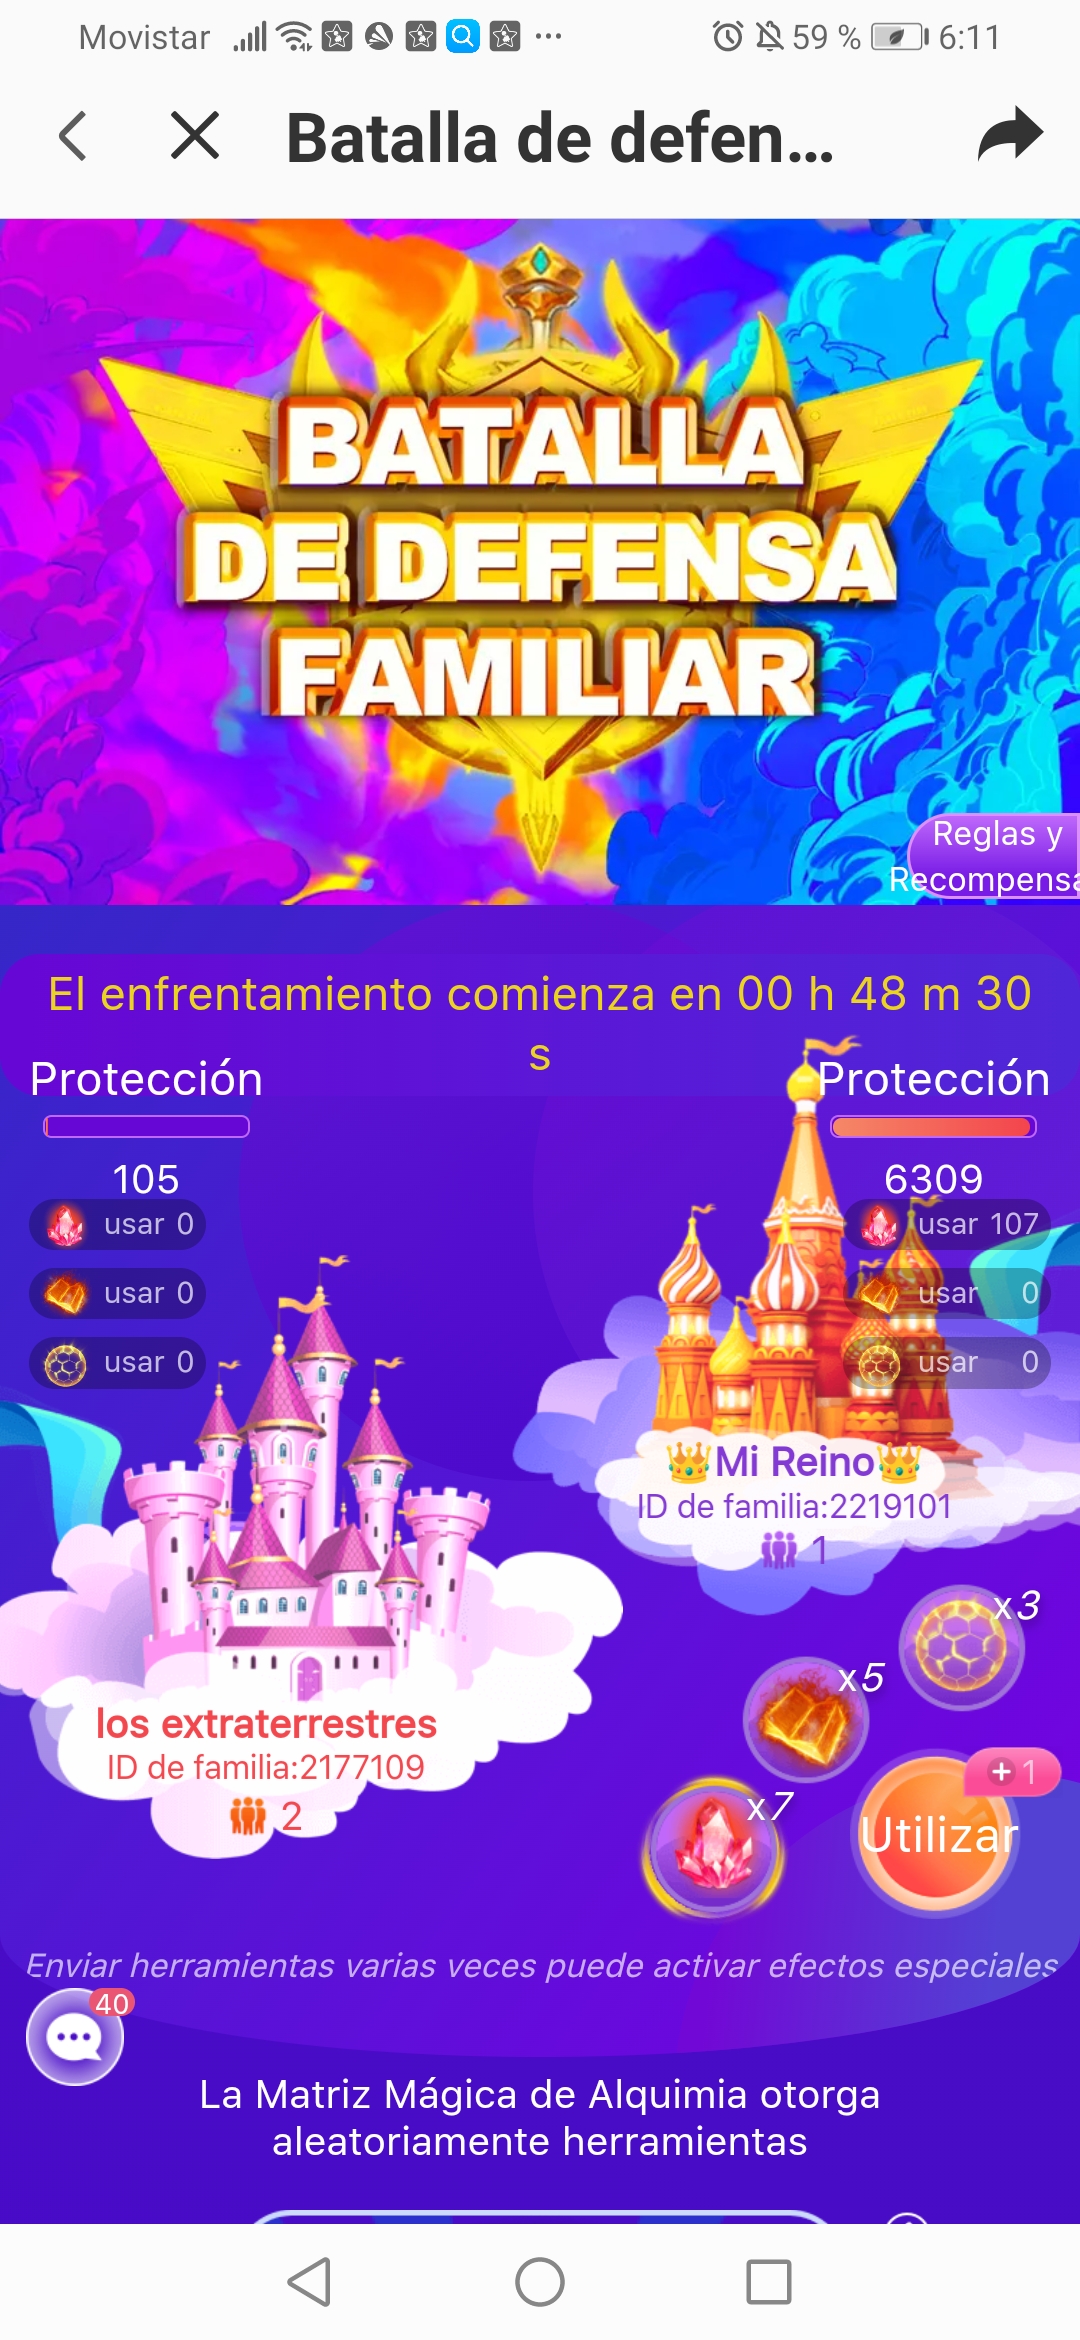 Movistar 59 % 6:11
Batalla de defen...
BATALLA
DE DEFENSA
FAMILIAR
Reglas y
Recompensa
El enfrentamiento comienza en 00 h 48 m 30
s
Protección
105
usar 0
usar 0
usar 0
Protección
6309
usar 107
usar 0
usar 0
👑Mi Reino👑
ID de familia:2219101
1
los extraterrestres
ID de familia:2177109
2
x3
x5
x7
+ 1
Utilizar
Enviar herramientas varias veces puede activar efectos especiales
40
La Matriz Mágica de Alquimia otorga
aleatoriamente herramientas